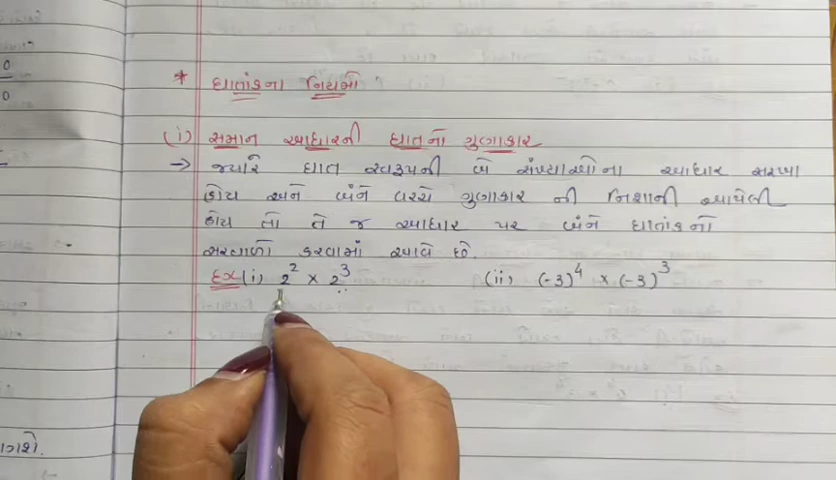 * ઘાતાંકના નિયમો
(i) સમાન આધારની ઘાતનો ગુણાકાર
→ જ્યારે ઘાત સ્વરૂપની બે સંખ્યાઓના આધાર સરખા
હોય અને બંને વચ્ચે ગુણાકાર ની નિશાની આપેલી
હોય તો તે જ આધાર પર બંને ઘાતાંકનો
સરવાળો કરવામાં આવે છે.
Ex (i) 2² × 2³ (ii) (-3)⁴ × (-3)³